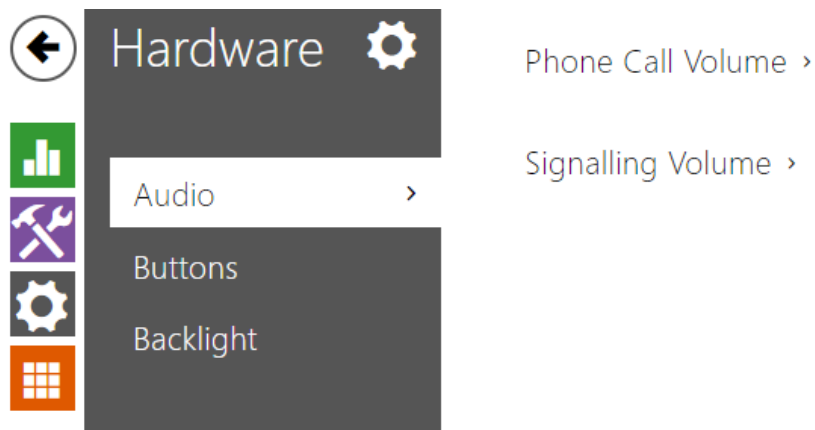 Hardware
Audio
Buttons
Backlight
Phone Call Volume
Signalling Volume